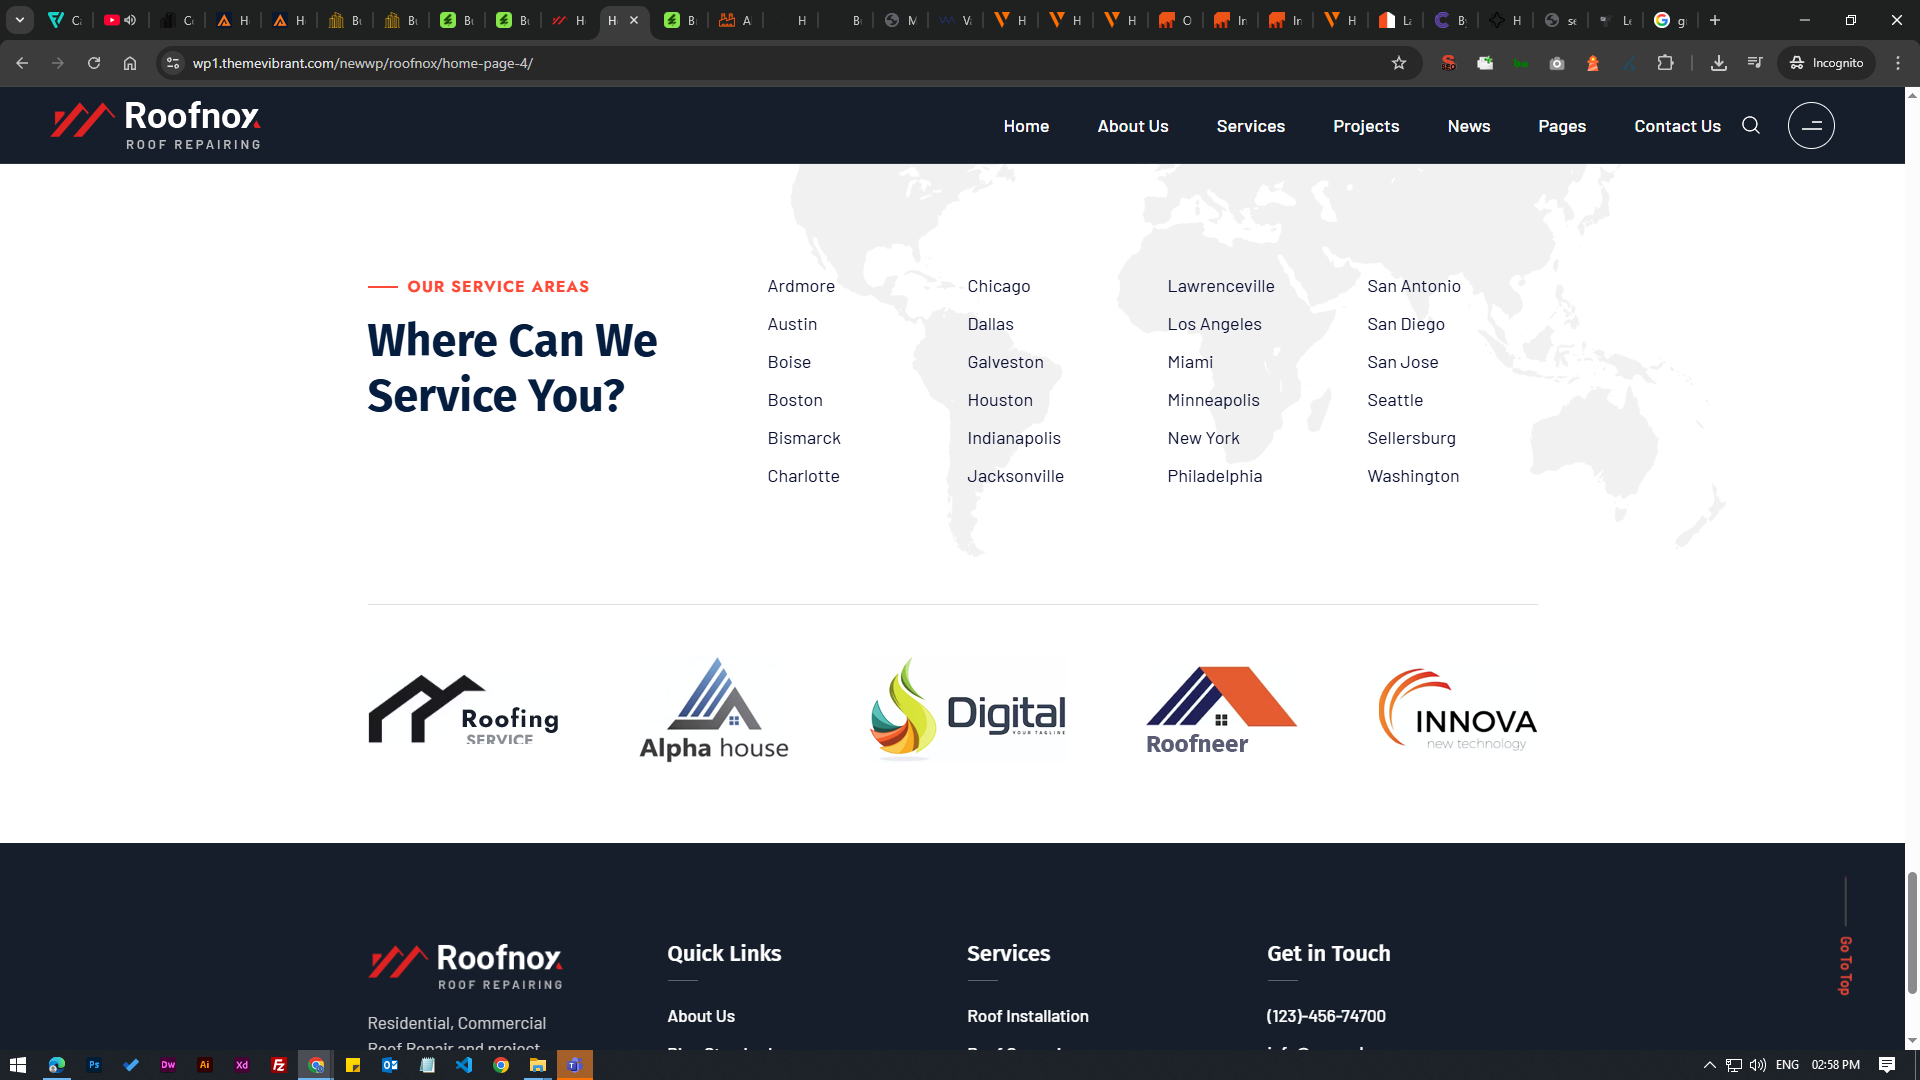 wp1.themevibrant.com/newwp/roofnox/home-page-4/
Incognito
Roofnox
ROOF REPAIRING
Home
About Us
Services
Projects
News
Pages
Contact Us
OUR SERVICE AREAS
Where Can We
Service You?
Ardmore
Austin
Boise
Boston
Bismarck
Charlotte
Chicago
Dallas
Galveston
Houston
Indianapolis
Jacksonville
Lawrenceville
Los Angeles
Miami
Minneapolis
New York
Philadelphia
San Antonio
San Diego
San Jose
Seattle
Sellersburg
Washington
Roofing
SERVICE
Alpha house
Digital
YOUR TAGLINE
Roofneer
INNOVA
new technology
Roofnox
ROOF REPAIRING
Residential, Commercial
Roof Repair and project
Quick Links
About Us
Services
Roof Installation
Get in Touch
(123)-456-74700
Go To Top
ENG
02:58 PM